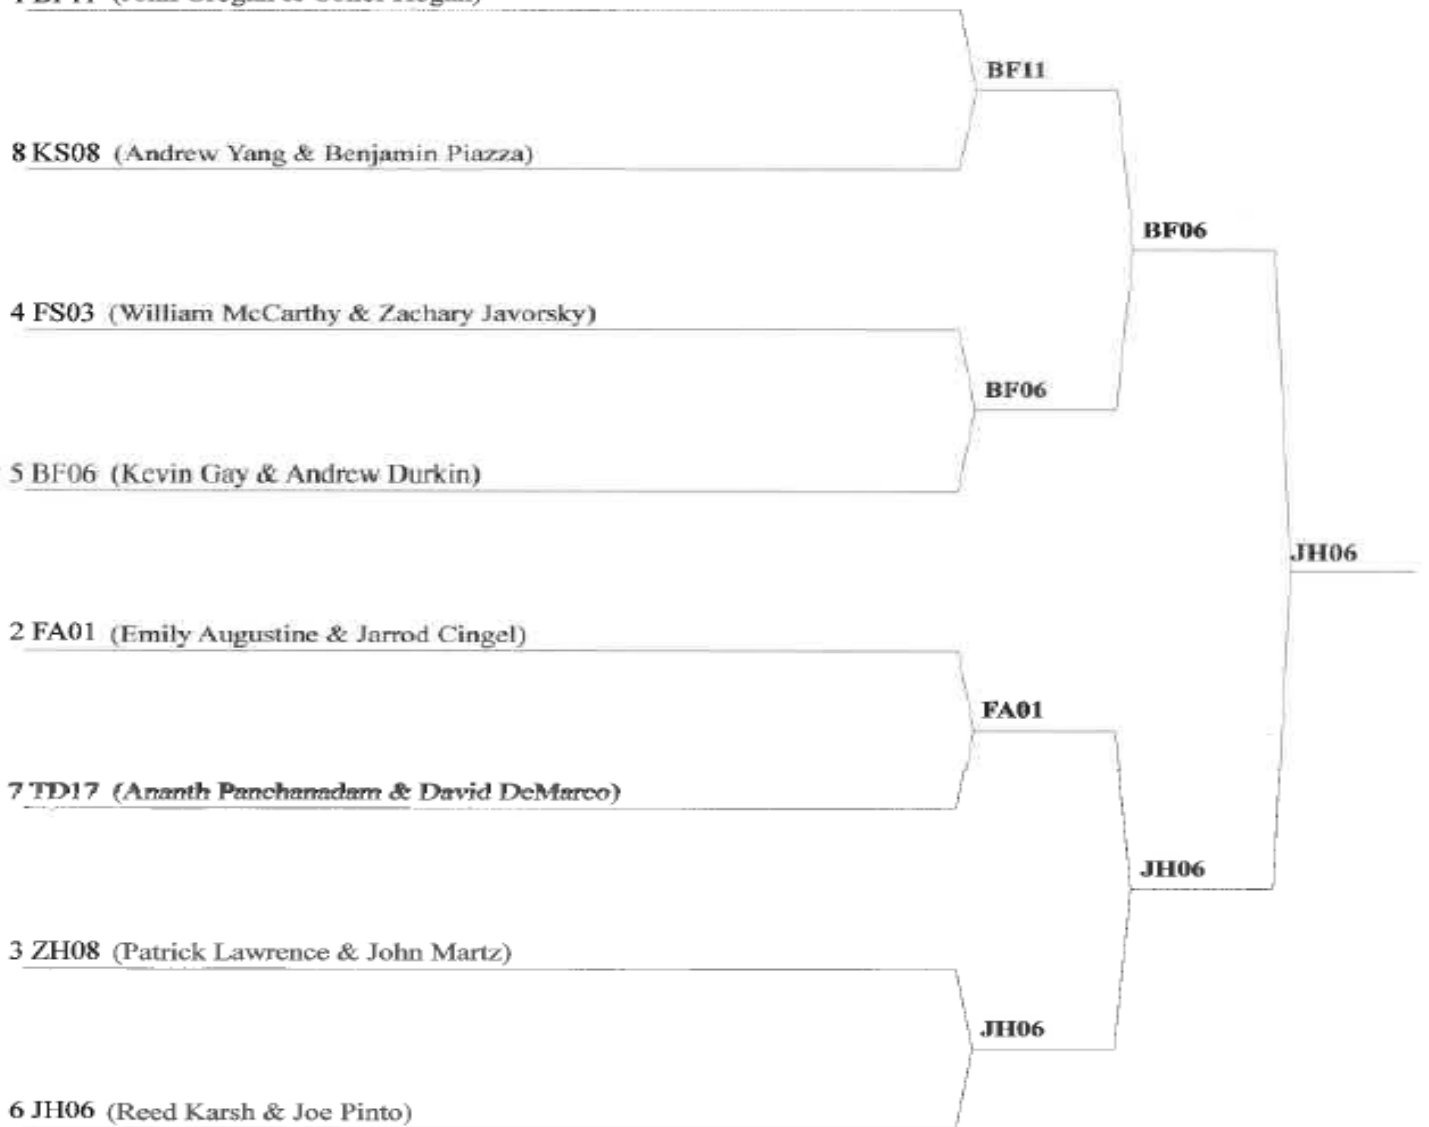 BF11
8 KS08 (Andrew Yang & Benjamin Piazza)
BF06
4 FS03 (William McCarthy & Zachary Javorsky)
BF06
5 BF06 (Kevin Gay & Andrew Durkin)
JH06
2 FA01 (Emily Augustine & Jarrod Cingel)
FA01
7 TD17 (Ananth Panchanadam & David DeMarco)
JH06
3 ZH08 (Patrick Lawrence & John Martz)
JH06
6 JH06 (Reed Karsh & Joe Pinto)